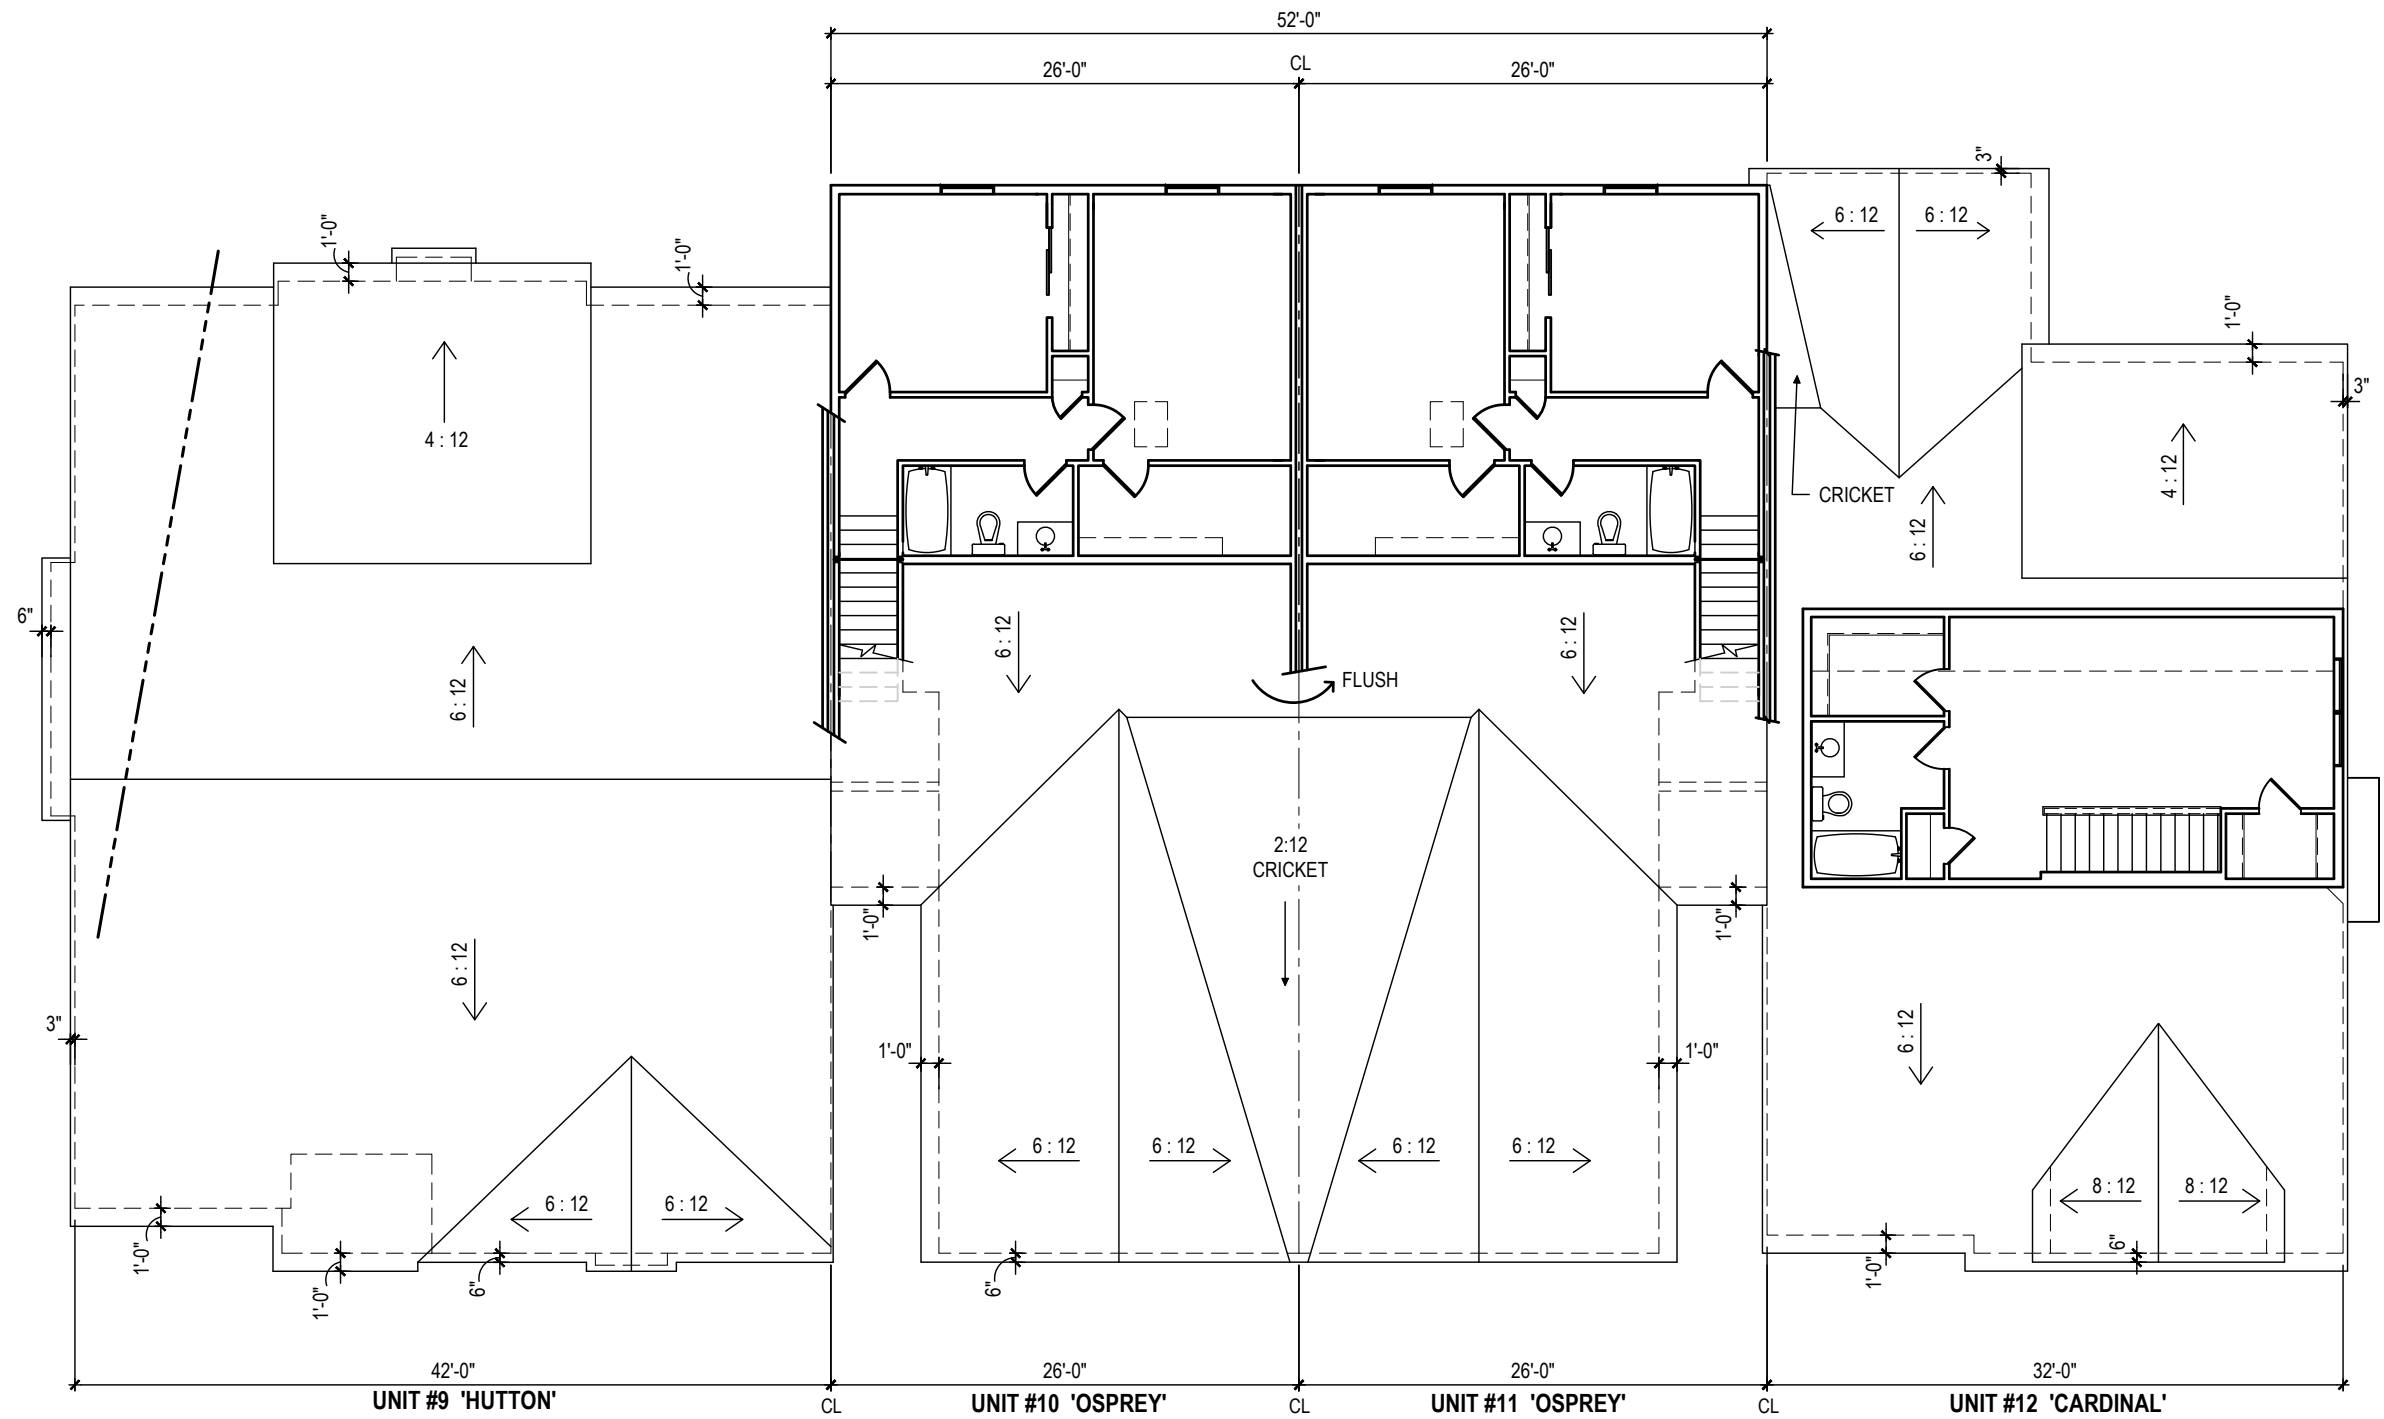 52'-0"
26'-0"
CL
26'-0"
3"
6 : 12
6 : 12
1'-0"
1'-0"
1'-0"
3"
4 : 12
4 : 12
CRICKET
6 : 12
6"
6 : 12
6 : 12
6 : 12
FLUSH
2:12
CRICKET
1'-0"
1'-0"
6 : 12
3"
6 : 12
1'-0"
1'-0"
6 : 12
6 : 12
6 : 12
6 : 12
6 : 12
6 : 12
8 : 12
8 : 12
1'-0"
1'-0"
6"
6"
1'-0"
6"
42'-0"
26'-0"
26'-0"
32'-0"
UNIT #9 'HUTTON'
CL
UNIT #10 'OSPREY'
CL
UNIT #11 'OSPREY'
CL
UNIT #12 'CARDINAL'